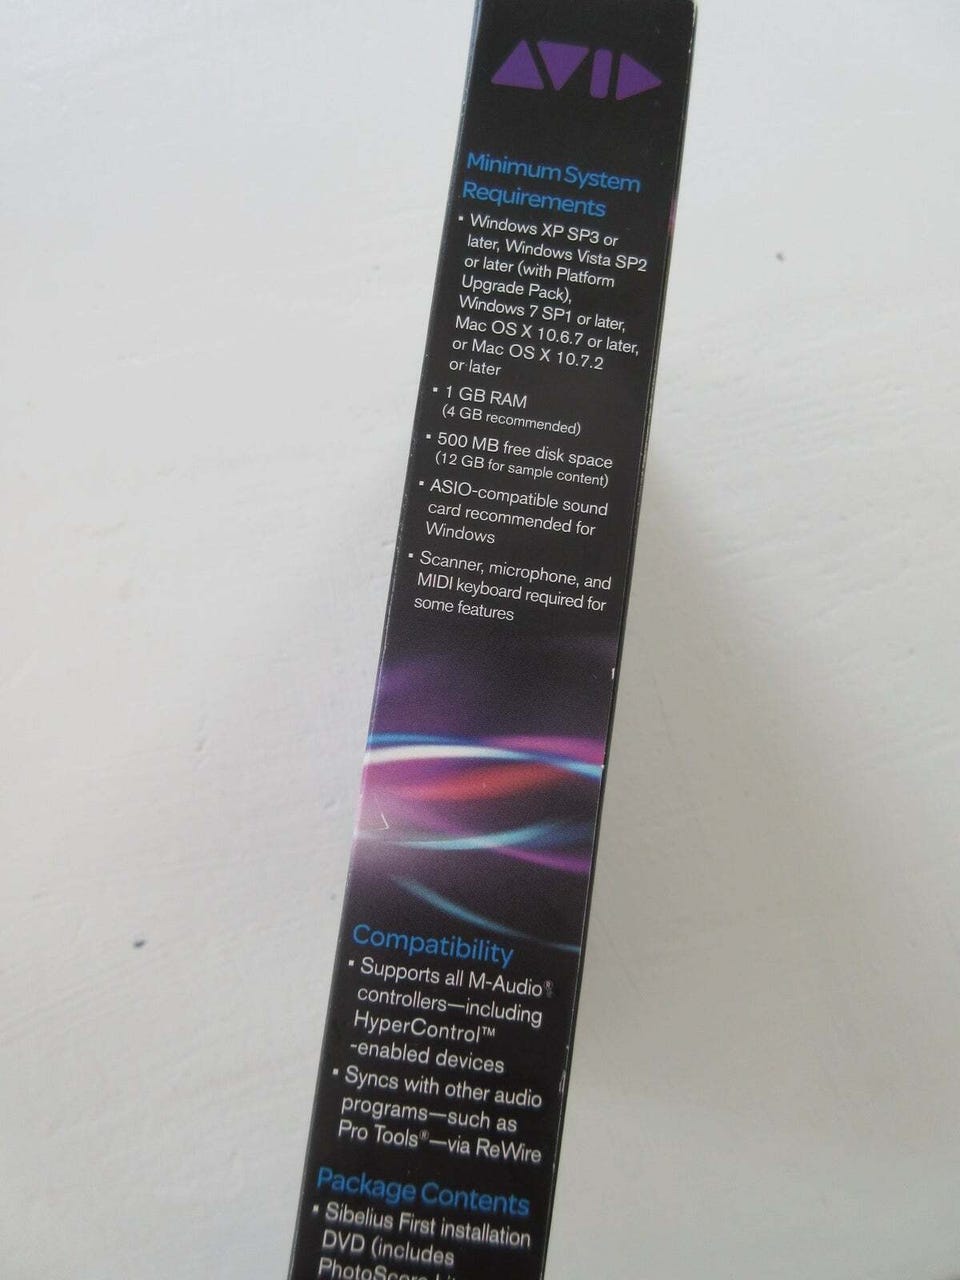 AVID
Minimum System
Requirements
▪ Windows XP SP3 or
later, Windows Vista SP2
or later (with Platform
Upgrade Pack),
Windows 7 SP1 or later,
Mac OS X 10.6.7 or later,
or Mac OS X 10.7.2
or later
▪ 1 GB RAM
(4 GB recommended)
▪ 500 MB free disk space
(12 GB for sample content)
▪ ASIO-compatible sound
card recommended for
Windows
▪ Scanner, microphone, and
MIDI keyboard required for
some features
Compatibility
▪ Supports all M-Audio®
controllers—including
HyperControl™
-enabled devices
▪ Syncs with other audio
programs—such as
Pro Tools®—via ReWire
Package Contents
▪ Sibelius First installation
DVD (includes
PhotoScore